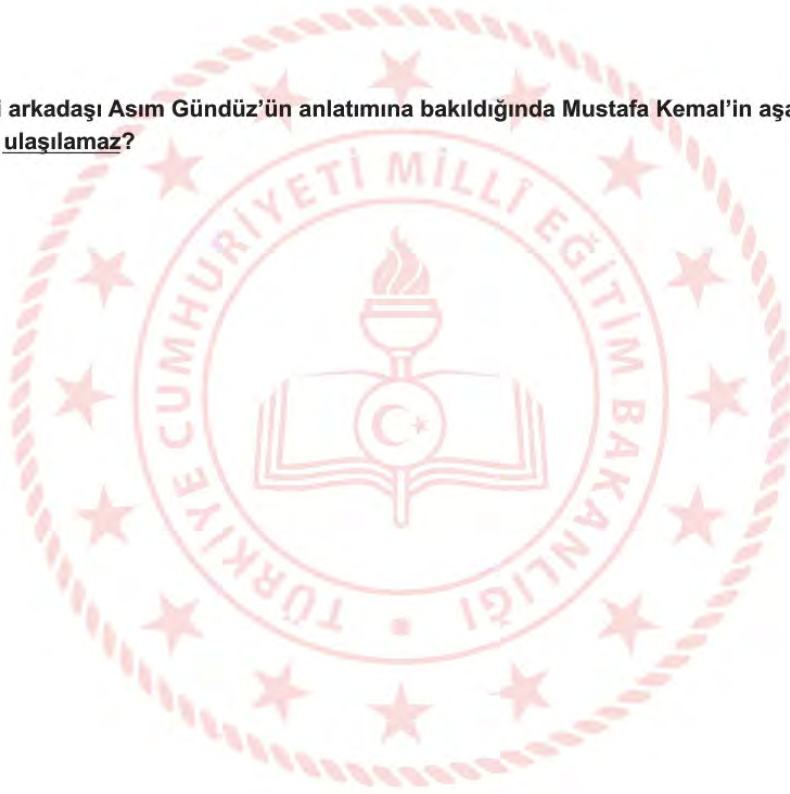 i arkadaşı Asım Gündüz’ün anlatımına bakıldığında Mustafa Kemal’in aşa
ulaşılamaz?
TÜRKİYE CUMHURİYETİ MİLLÎ EĞİTİM BAKANLIĞI